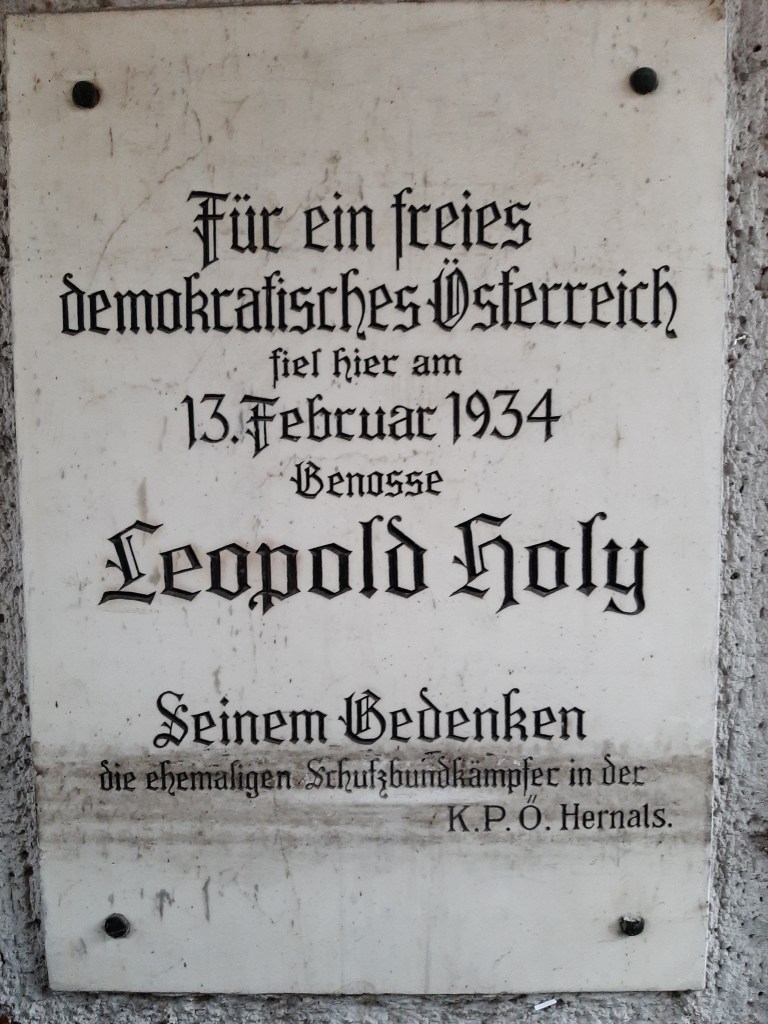 Für ein freies
demokratisches Österreich
fiel hier am
13. Februar 1934
Genosse
Leopold Holy
Seinem Gedenken
die ehemaligen Schutzbundkämpfer in der
K.P.Ö. Hernals.